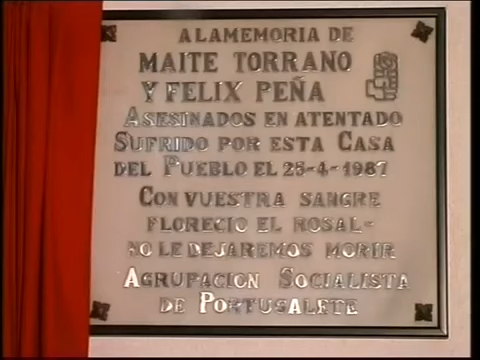 A LA MEMORIA DE
MAITE TORRANO
Y FELIX PEÑA
ASESINADOS EN ATENTADO
SUFRIDO POR ESTA CASA
DEL PUEBLO EL 25-4-1987
CON VUESTRA SANGRE
FLORECIO EL ROSAL-
NO LE DEJAREMOS MORIR
AGRUPACION SOCIALISTA
DE PORTUGALETE